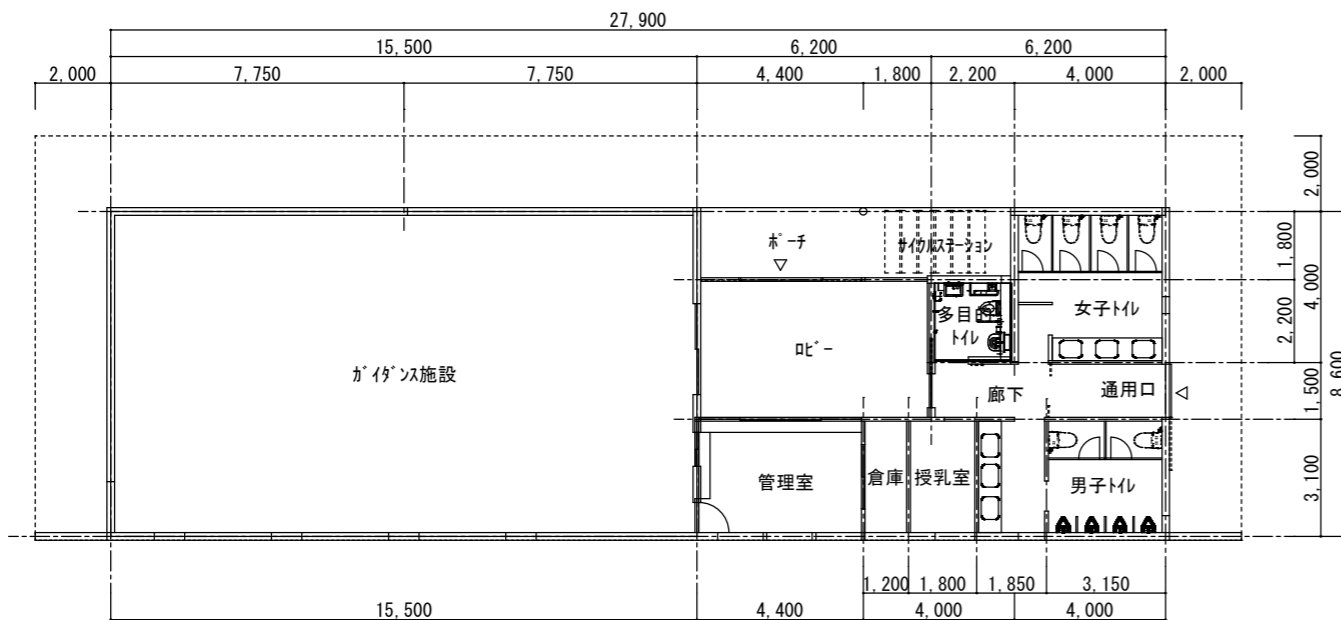 27,900
15,500 6,200 6,200
2,000 7,750 7,750 4,400 1,800 2,200 4,000 2,000
2,000
ﾎﾟｰﾁ
ｻｲｸﾙｽﾃｰｼｮﾝ
1,800
4,000
女子ﾄｲﾚ
多目的
ﾄｲﾚ
2,200
ﾛﾋﾞｰ
ｶﾞｲﾀﾞﾝｽ施設
廊下
通用口
1,500
8,600
管理室
倉庫
授乳室
男子ﾄｲﾚ
3,100
1,200 1,800 1,850 3,150
15,500 4,400 4,000 4,000